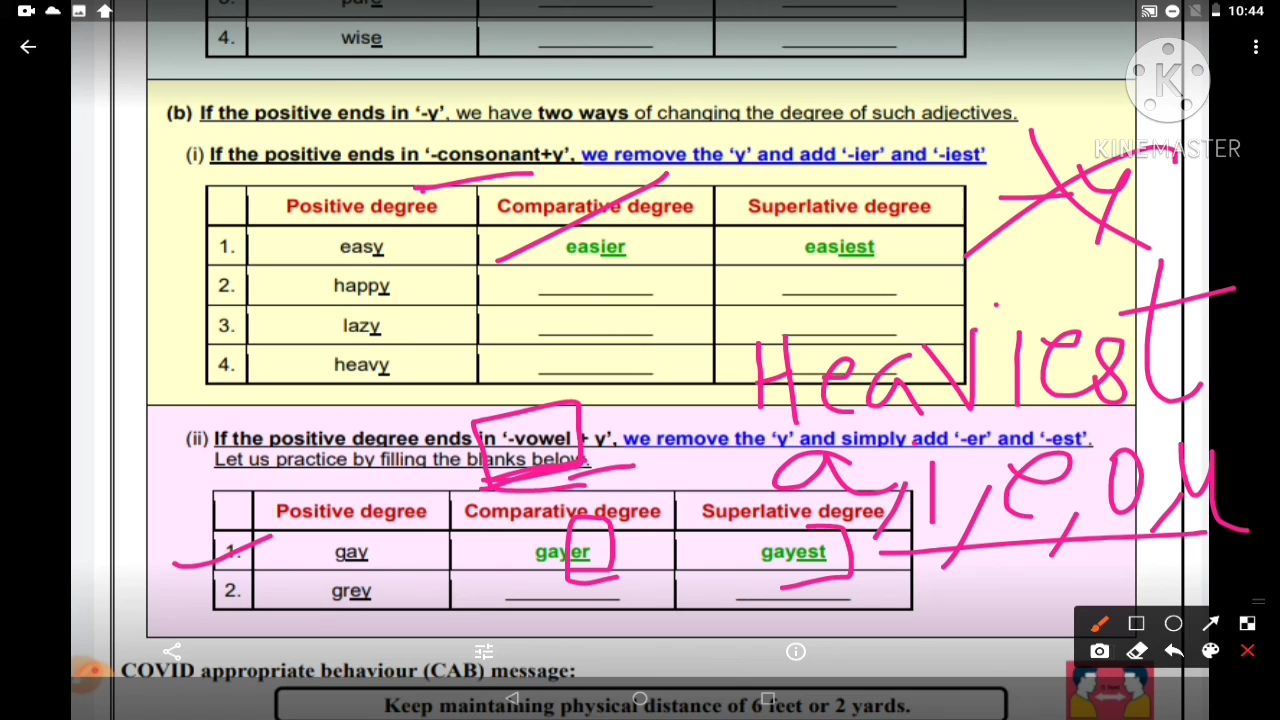 10:44
4. wise
K
KINEMASTER
(b) If the positive ends in ‘-y’, we have two ways of changing the degree of such adjectives.
(i) If the positive ends in ‘-consonant+y’, we remove the ‘y’ and add ‘-ier’ and ‘-iest’
Positive degree Comparative degree Superlative degree
y
1. easy easier easiest
2. happy
3. lazy
4. heavy
Heaviest
(ii) If the positive degree ends in ‘-vowel + y’, we remove the ‘y’ and simply add ‘-er’ and ‘-est’.
Let us practice by filling the blanks below.
a, i, e, o, u
Positive degree Comparative degree Superlative degree
1. gay gayer gayest
2. grey
COVID appropriate behaviour (CAB) message:
Keep maintaining physical distance of 6 feet or 2 yards.